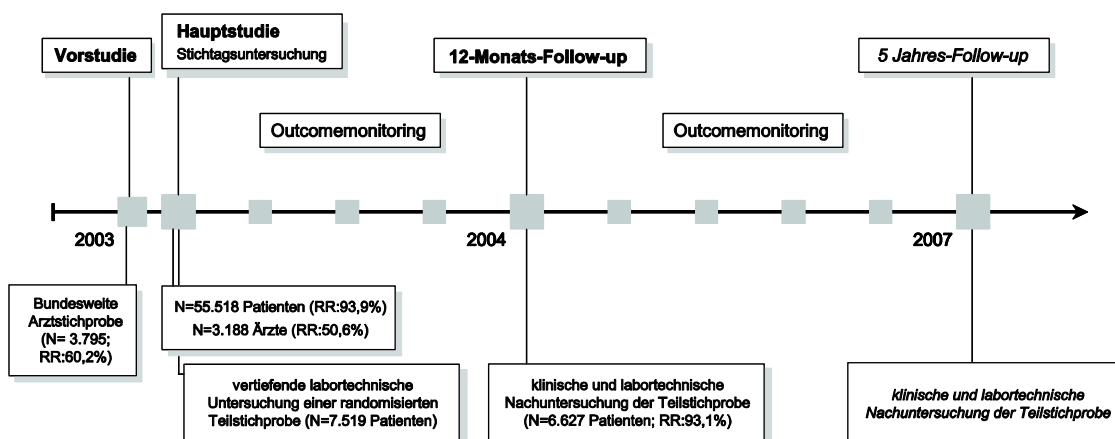 Vorstudie
Hauptstudie
Stichtagsuntersuchung
12-Monats-Follow-up
5 Jahres-Follow-up
Outcomemonitoring
Outcomemonitoring
2003
2004
2007
Bundesweite
Arztstichprobe
(N= 3.795;
RR:60,2%)
N=55.518 Patienten (RR:93,9%)
N=3.188 Ärzte (RR:50,6%)
vertiefende labortechnische
Untersuchung einer randomisierten
Teilstichprobe (N=7.519 Patienten)
klinische und labortechnische
Nachuntersuchung der Teilstichprobe
(N=6.627 Patienten; RR:93,1%)
klinische und labortechnische
Nachuntersuchung der Teilstichprobe